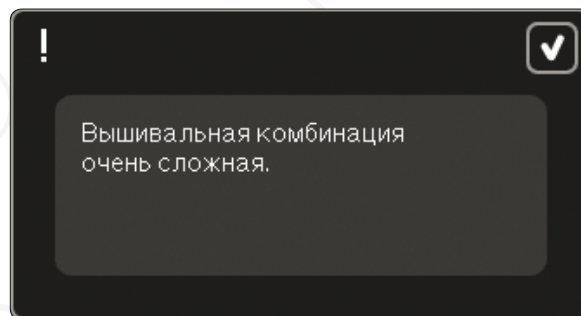 !
Вышивальная комбинация
очень сложная.